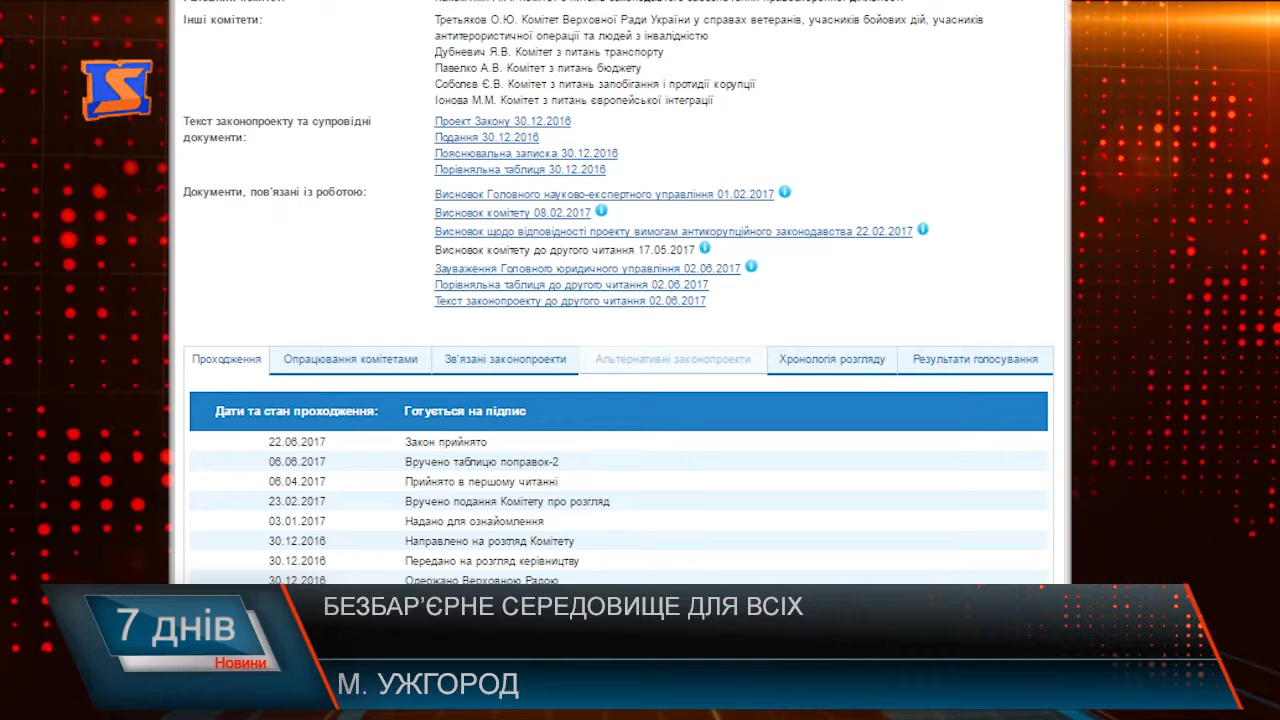 Інші комітети:
Третьяков О.Ю. Комітет Верховної Ради України у справах ветеранів, учасників бойових дій, учасників
антитерористичної операції та людей з інвалідністю
Дубневич Я.В. Комітет з питань транспорту
Павелко А.В. Комітет з питань бюджету
Соболєв Є.В. Комітет з питань запобігання і протидії корупції
Іонова М.М. Комітет з питань європейської інтеграції
Текст законопроекту та супровідні
документи:
Проект Закону 30.12.2016
Подання 30.12.2016
Пояснювальна записка 30.12.2016
Порівняльна таблиця 30.12.2016
Документи, пов'язані із роботою:
Висновок Головного науково-експертного управління 01.02.2017
Висновок комітету 08.02.2017
Висновок щодо відповідності проекту вимогам антикорупційного законодавства 22.02.2017
Висновок комітету до другого читання 17.05.2017
Зауваження Головного юридичного управління 02.06.2017
Порівняльна таблиця до другого читання 02.06.2017
Текст законопроекту до другого читання 02.06.2017
Проходження Опрацювання комітетами Зв'язані законопроекти Альтернативні законопроекти Хронологія розгляду Результати голосування
Дати та стан проходження: Готується на підпис
22.06.2017 Закон прийнято
06.06.2017 Вручено таблицю поправок-2
06.04.2017 Прийнято в першому читанні
23.02.2017 Вручено подання Комітету про розгляд
03.01.2017 Надано для ознайомлення
30.12.2016 Направлено на розгляд Комітету
30.12.2016 Передано на розгляд керівництву
30.12.2016 Одержано Верховною Радою
7 днів
Новини
БЕЗБАР’ЄРНЕ СЕРЕДОВИЩЕ ДЛЯ ВСІХ
М. УЖГОРОД